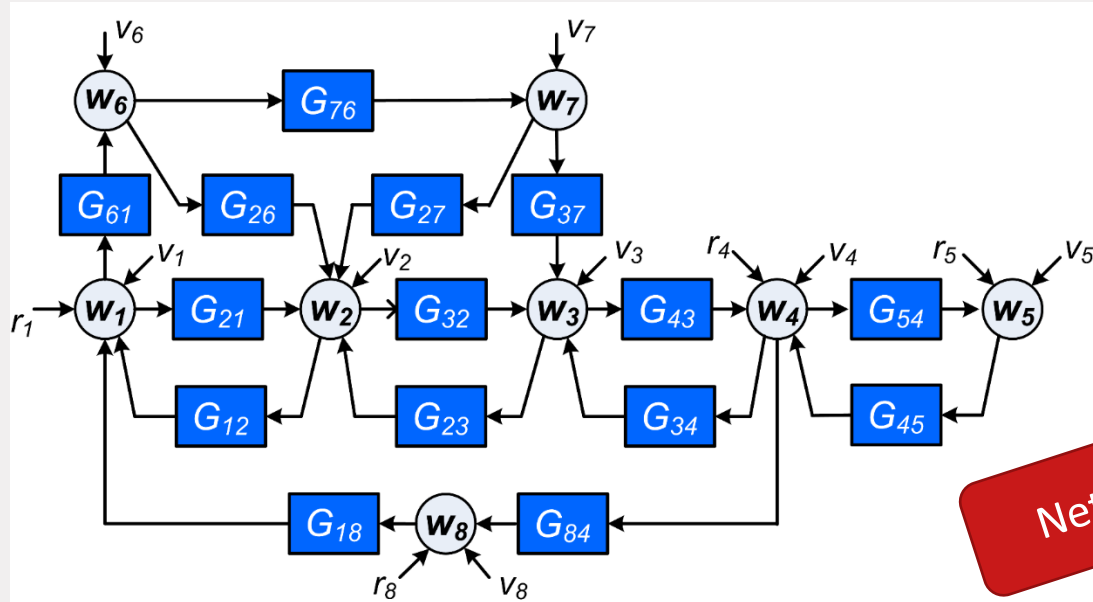 v6 v7
w6 G76 w7
G61 G26 G27 G37
v1 v2 v3 r4 v4 r5 v5
r1 w1 G21 w2 G32 w3 G43 w4 G54 w5
G12 G23 G34 G45
G18 w8 G84
r8 v8
Net